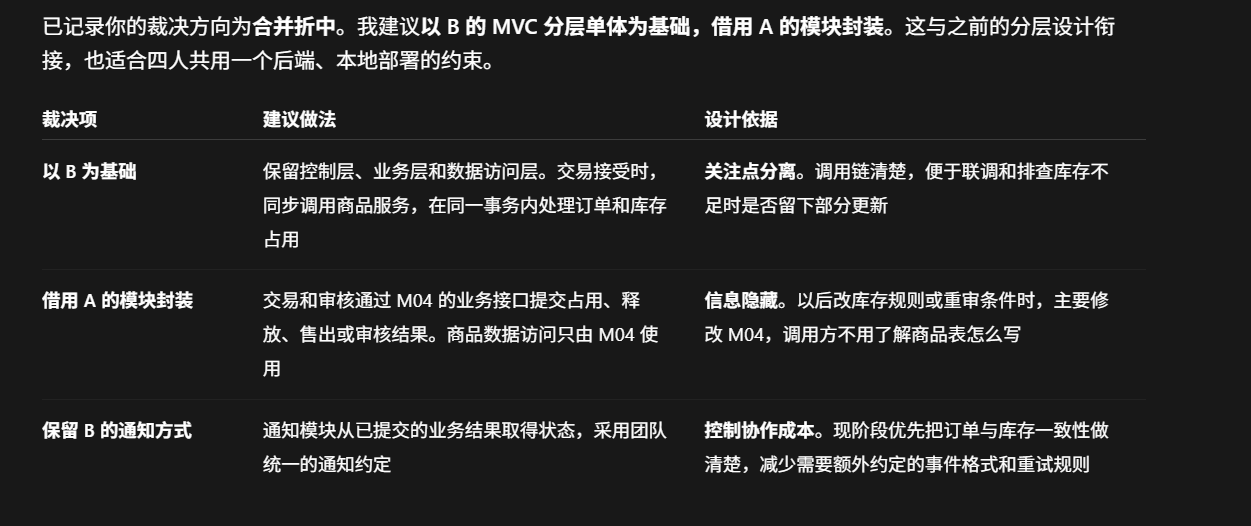 已记录你的裁决方向为合并折中。我建议以 B 的 MVC 分层单体为基础，借用 A 的模块封装。这与之前的分层设计衔
接，也适合四人共用一个后端、本地部署的约束。
裁决项 建议做法 设计依据
以 B 为基础 保留控制层、业务层和数据访问层。交易接受时， 关注点分离。调用链清楚，便于联调和排查库存不
同步调用商品服务，在同一事务内处理订单和库存 足时是否留下部分更新
占用
借用 A 的模块封装 交易和审核通过 M04 的业务接口提交占用、释 信息隐藏。以后改库存规则或重审条件时，主要修
放、售出或审核结果。商品数据访问只由 M04 使 改 M04，调用方不用了解商品表怎么写
用
保留 B 的通知方式 通知模块从已提交的业务结果取得状态，采用团队 控制协作成本。现阶段优先把订单与库存一致性做
统一的通知约定 清楚，减少需要额外约定的事件格式和重试规则